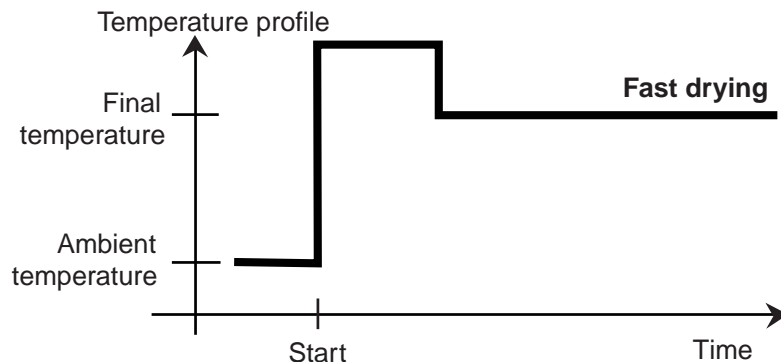 Temperature profile
Fast drying
Final
temperature
Ambient
temperature
Start
Time